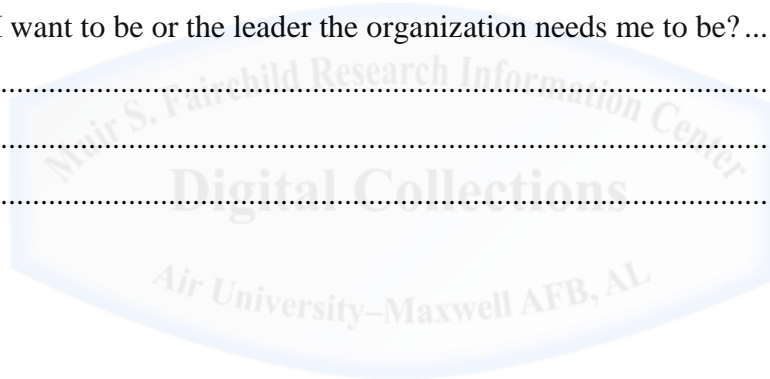 I want to be or the leader the organization needs me to be? ...
...............................................................................................
Muir S. Fairchild Research Information Center
...............................................................................................
Digital Collections
...............................................................................................
Air University–Maxwell AFB, AL